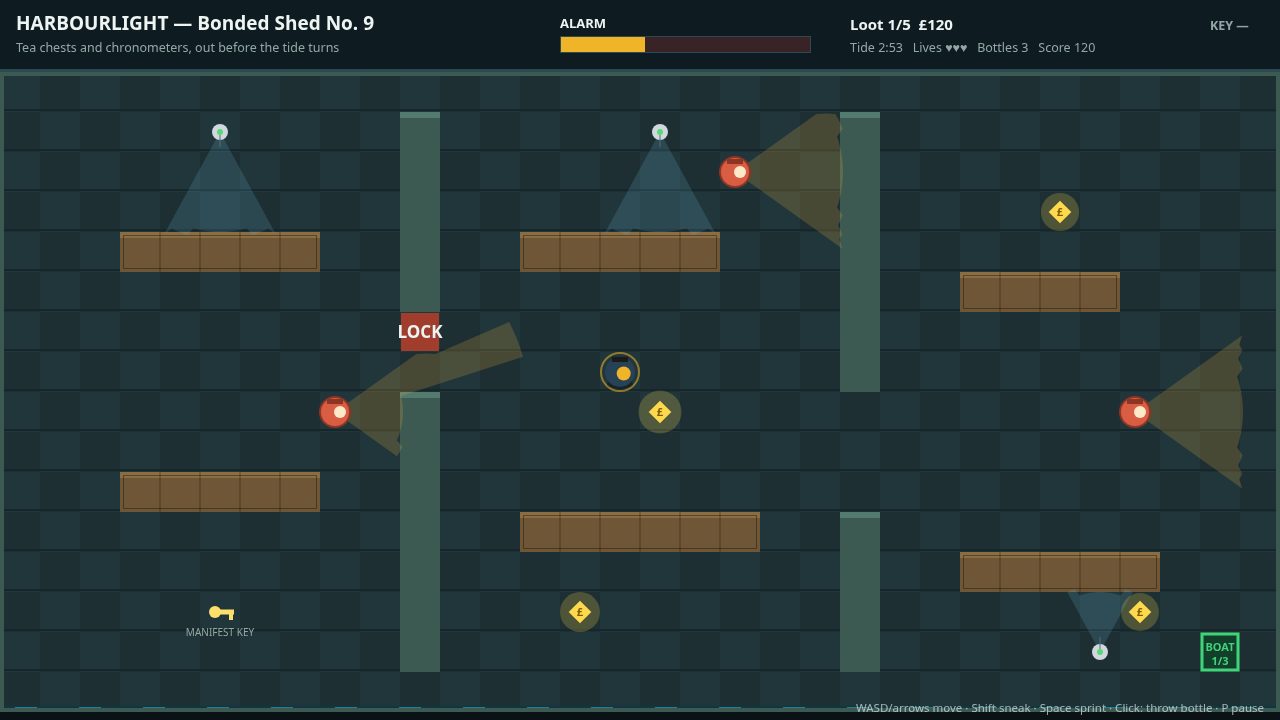 HARBOURLIGHT — Bonded Shed No. 9
Tea chests and chronometers, out before the tide turns
ALARM
Loot 1/5 £120
Tide 2:53 Lives ♥♥♥ Bottles 3 Score 120
KEY —
£
LOCK
£
£
£
MANIFEST KEY
BOAT
1/3
WASD/arrows move · Shift sneak · Space sprint · Click: throw bottle · P pause